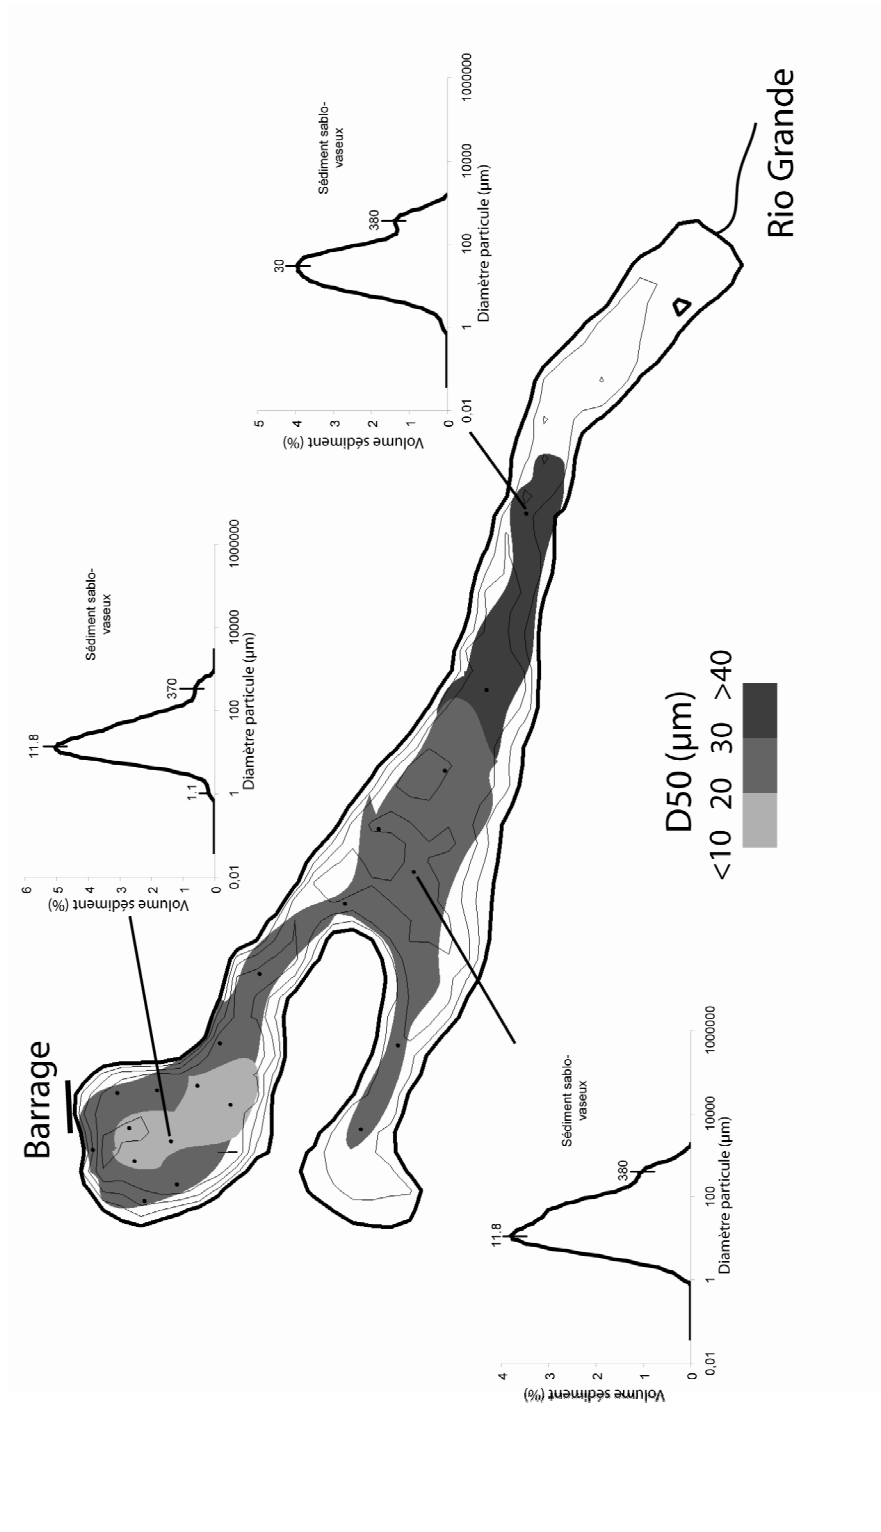 Barrage
Rio Grande
D50 (µm)
<10 20 30 >40
Sédiment sablo-
vaseux
11.8
370
1.1
6
5
4
3
2
1
0
Volume sédiment (%)
0,01 1 100 10000 1000000
Diamètre particule (µm)
Sédiment sablo-
vaseux
30
380
5
4
3
2
1
0
Volume sédiment (%)
0.01 1 100 10000 1000000
Diamètre particule (µm)
Sédiment sablo-
vaseux
11.8
380
4
3
2
1
0
Volume sédiment (%)
0,01 1 100 10000 1000000
Diamètre particule (µm)